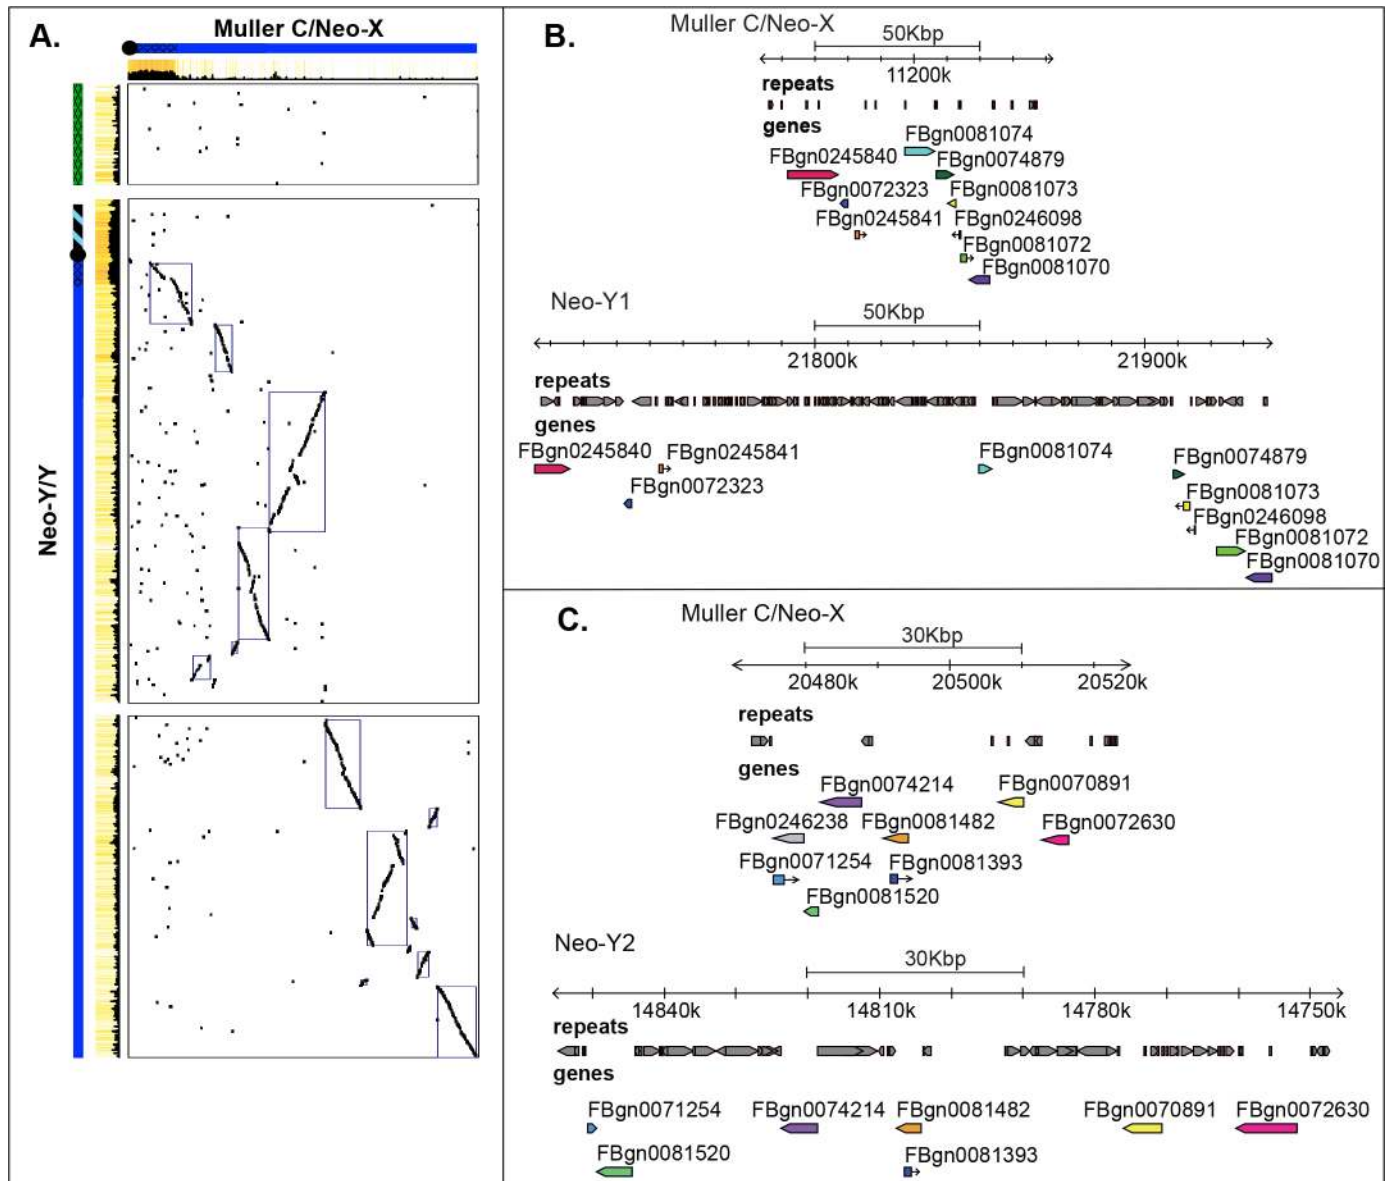 A.
Muller C/Neo-X
Neo-Y/Y
B.
Muller C/Neo-X
50Kbp
11200k
repeats
genes
FBgn0081074
FBgn0245840
FBgn0074879
FBgn0072323
FBgn0081073
FBgn0245841
FBgn0246098
FBgn0081072
FBgn0081070
Neo-Y1
50Kbp
21800k
21900k
repeats
genes
FBgn0245840
FBgn0245841
FBgn0081074
FBgn0074879
FBgn0072323
FBgn0081073
FBgn0246098
FBgn0081072
FBgn0081070
C.
Muller C/Neo-X
30Kbp
20480k
20500k
20520k
repeats
genes
FBgn0074214
FBgn0070891
FBgn0246238
FBgn0081482
FBgn0072630
FBgn0071254
FBgn0081393
FBgn0081520
Neo-Y2
30Kbp
14840k
14810k
14780k
14750k
repeats
genes
FBgn0071254
FBgn0074214
FBgn0081482
FBgn0070891
FBgn0072630
FBgn0081520
FBgn0081393